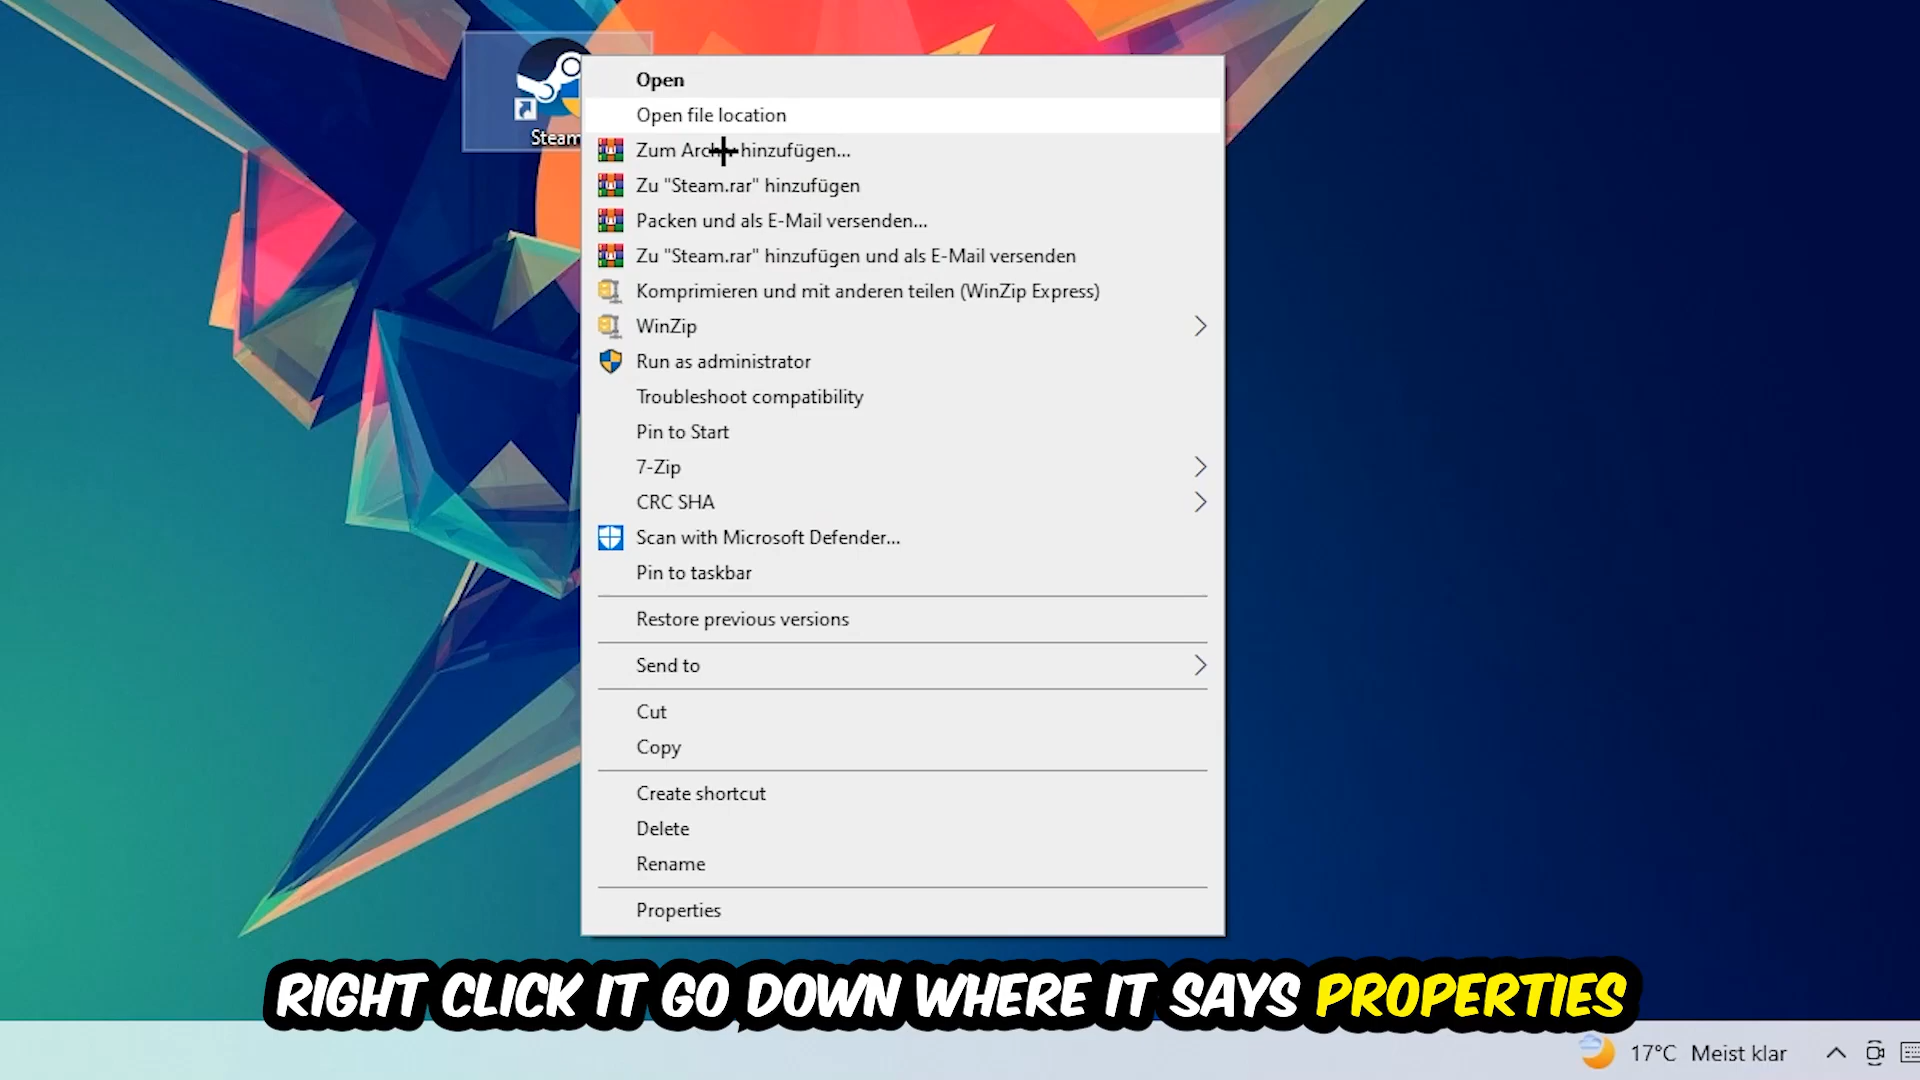 Steam
Open
Open file location
Zum Archiv hinzufügen...
Zu "Steam.rar" hinzufügen
Packen und als E-Mail versenden...
Zu "Steam.rar" hinzufügen und als E-Mail versenden
Komprimieren und mit anderen teilen (WinZip Express)
WinZip
Run as administrator
Troubleshoot compatibility
Pin to Start
7-Zip
CRC SHA
Scan with Microsoft Defender...
Pin to taskbar
Restore previous versions
Send to
Cut
Copy
Create shortcut
Delete
Rename
Properties
RIGHT CLICK IT GO DOWN WHERE IT SAYS PROPERTIES
17°C Meist klar